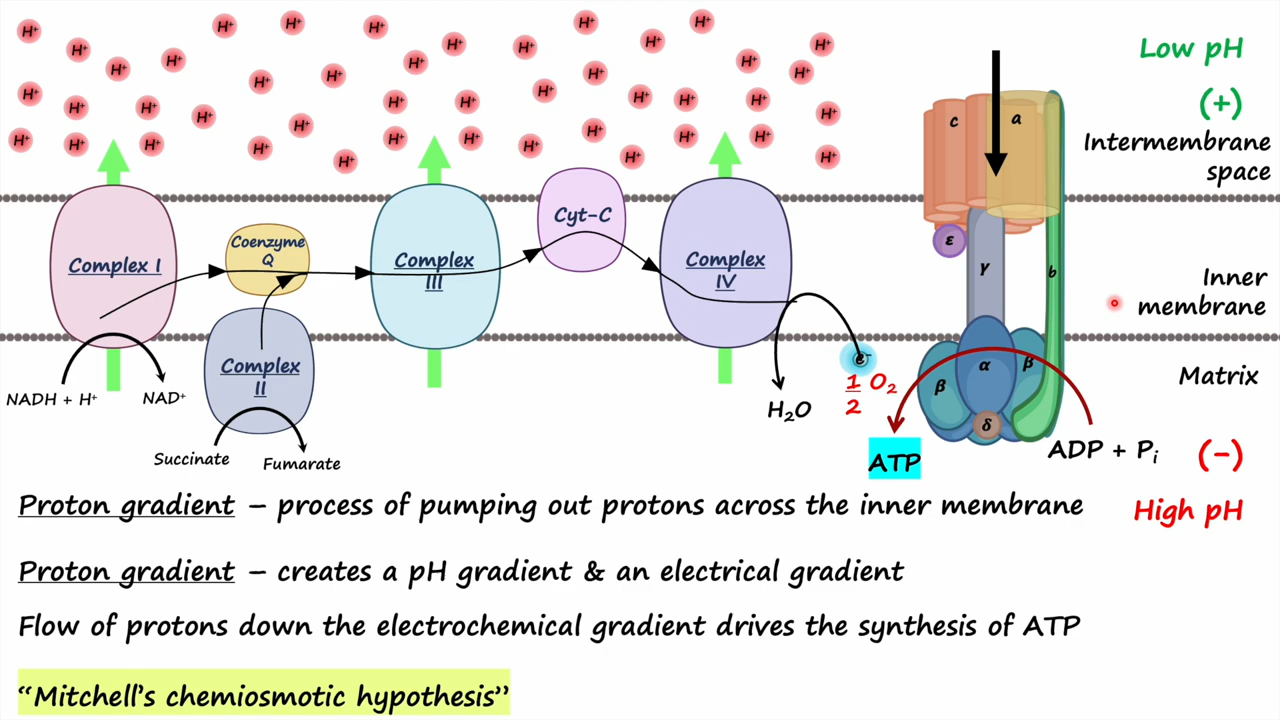 H⁺ H⁺ H⁺ H⁺ H⁺ H⁺
H⁺ H⁺ H⁺ H⁺ H⁺ H⁺
H⁺ H⁺ H⁺ H⁺ H⁺ H⁺
H⁺ H⁺ H⁺ H⁺ H⁺ H⁺
H⁺ H⁺ H⁺ H⁺ H⁺ H⁺
H⁺ H⁺ H⁺ H⁺ H⁺ H⁺
H⁺ H⁺ H⁺ H⁺ H⁺ H⁺
H⁺ H⁺ H⁺
Low pH
(+)
Intermembrane
space
c
a
Complex I
Coenzyme
Q
Complex
III
Cyt-C
Complex
IV
ε
γ
b
Inner
membrane
Complex
II
NADH + H⁺
NAD⁺
Succinate
Fumarate
H₂O
e⁻
1
2
O₂
β
α
β
δ
Matrix
ATP
ADP + Pᵢ
(−)
High pH
Proton gradient – process of pumping out protons across the inner membrane
Proton gradient – creates a pH gradient & an electrical gradient
Flow of protons down the electrochemical gradient drives the synthesis of ATP
“Mitchell’s chemiosmotic hypothesis”